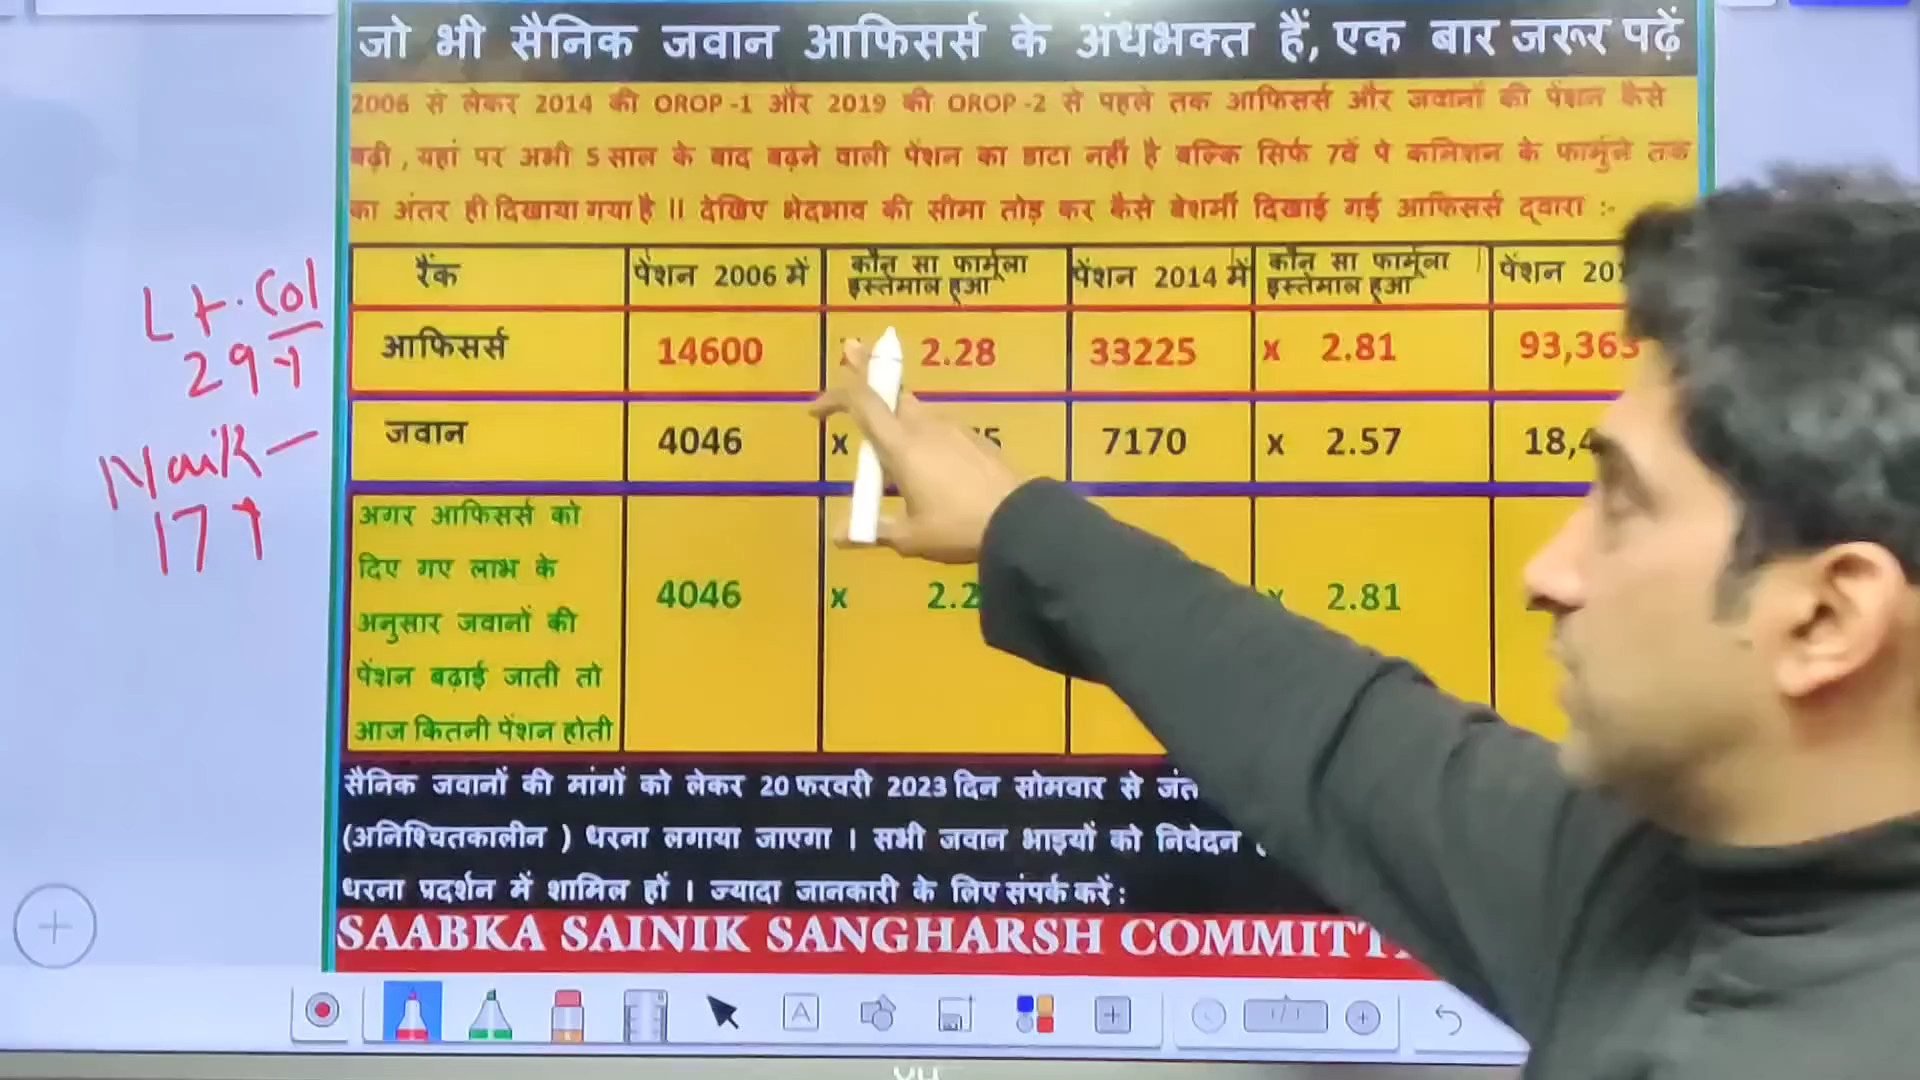 जो भी सैनिक जवान आफिसर्स के अंधभक्त हैं, एक बार जरूर पढ़ें
2006 से लेकर 2014 की OROP -1 और 2019 की OROP -2 से पहले तक आफिसर्स और जवानों की पेंशन कैसे
बढ़ी , यहां पर अभी 5 साल के बाद बढ़ने वाली पेंशन का डाटा नहीं है बल्कि सिर्फ 7वें पे कमिशन के फार्मुले तक
का अंतर ही दिखाया गया है ।। देखिए भेदभाव की सीमा तोड़ कर कैसे बेशर्मी दिखाई गई आफिसर्स द्वारा :-
रैंक पेंशन 2006 में कौन सा फार्मूला इस्तेमाल हुआ पेंशन 2014 में कौन सा फार्मूला इस्तेमाल हुआ पेंशन
आफिसर्स 14600 2.28 33225 x 2.81 93,363
जवान 4046 x 7170 x 2.57
अगर आफिसर्स को
दिए गए लाभ के
अनुसार जवानों की
पेंशन बढ़ाई जाती तो
आज कितनी पेंशन होती
4046 x 2.81
सैनिक जवानों की मांगों को लेकर 20 फरवरी 2023 दिन सोमवार से
(अनिश्चितकालीन ) धरना लगाया जाएगा । सभी जवान भाइयों को निवेदन
धरना प्रदर्शन में शामिल हों । ज्यादा जानकारी के लिए संपर्क करें :
SAABKA SAINIK SANGHARSH
Lt. Col
29 Y
Naik -
17 Y